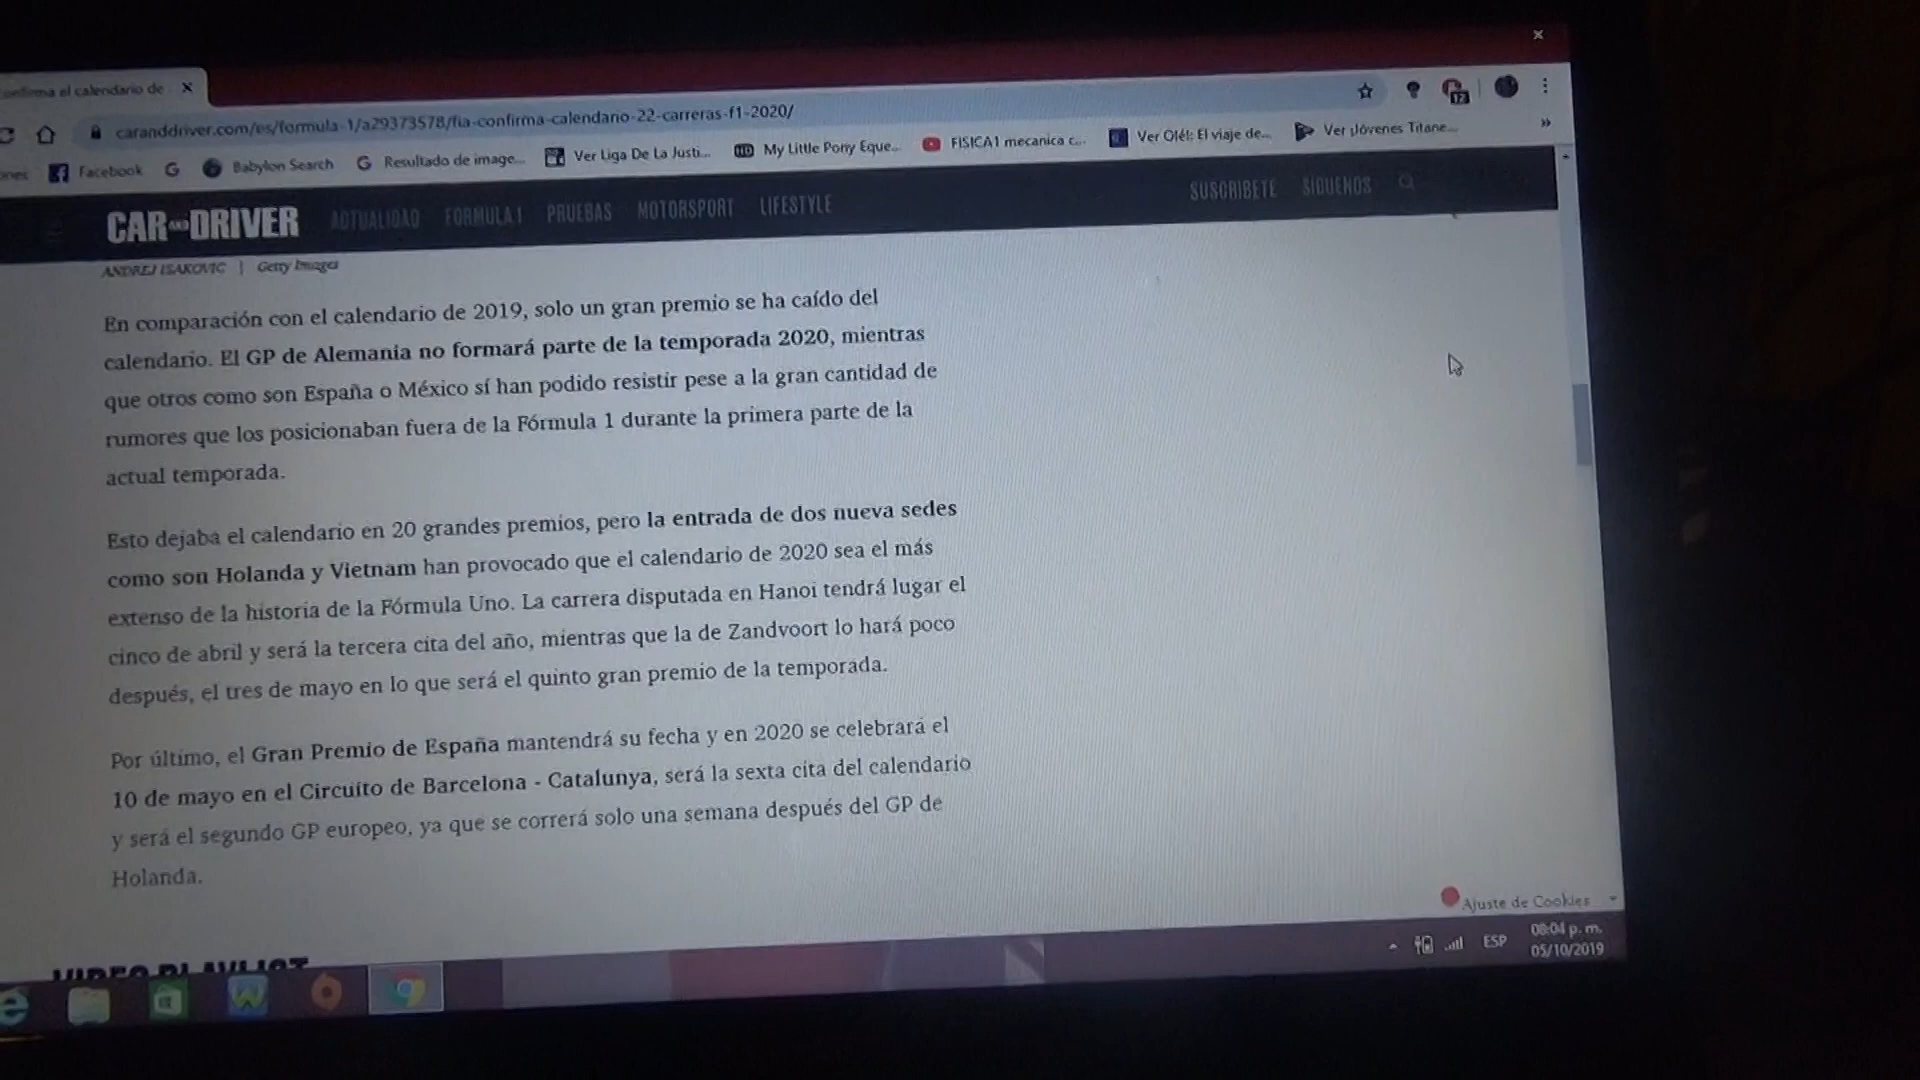 onfirma el calendario de
caranddriver.com/es/formula-1/a29373578/fia-confirma-calendario-22-carreras-f1-2020/
ones Facebook Babylon Search Resultado de image... Ver Liga De La Justi... My Little Pony Eque... FISICA1 mecanica c... Ver Olé!: El viaje de... Ver ¡Jóvenes Titane...
CAR AND DRIVER ACTUALIDAD FÓRMULA 1 PRUEBAS MOTORSPORT LIFESTYLE SUSCRÍBETE SÍGUENOS
ANDREJ ISAKOVIC | Getty Images
En comparación con el calendario de 2019, solo un gran premio se ha caído del
calendario. El GP de Alemania no formará parte de la temporada 2020, mientras
que otros como son España o México sí han podido resistir pese a la gran cantidad de
rumores que los posicionaban fuera de la Fórmula 1 durante la primera parte de la
actual temporada.
Esto dejaba el calendario en 20 grandes premios, pero la entrada de dos nueva sedes
como son Holanda y Vietnam han provocado que el calendario de 2020 sea el más
extenso de la historia de la Fórmula Uno. La carrera disputada en Hanoi tendrá lugar el
cinco de abril y será la tercera cita del año, mientras que la de Zandvoort lo hará poco
después, el tres de mayo en lo que será el quinto gran premio de la temporada.
Por último, el Gran Premio de España mantendrá su fecha y en 2020 se celebrará el
10 de mayo en el Circuito de Barcelona - Catalunya, será la sexta cita del calendario
y será el segundo GP europeo, ya que se correrá solo una semana después del GP de
Holanda.
Ajuste de Cookies
VIDEO PLAYLIST
ESP
08:04 p. m.
05/10/2019